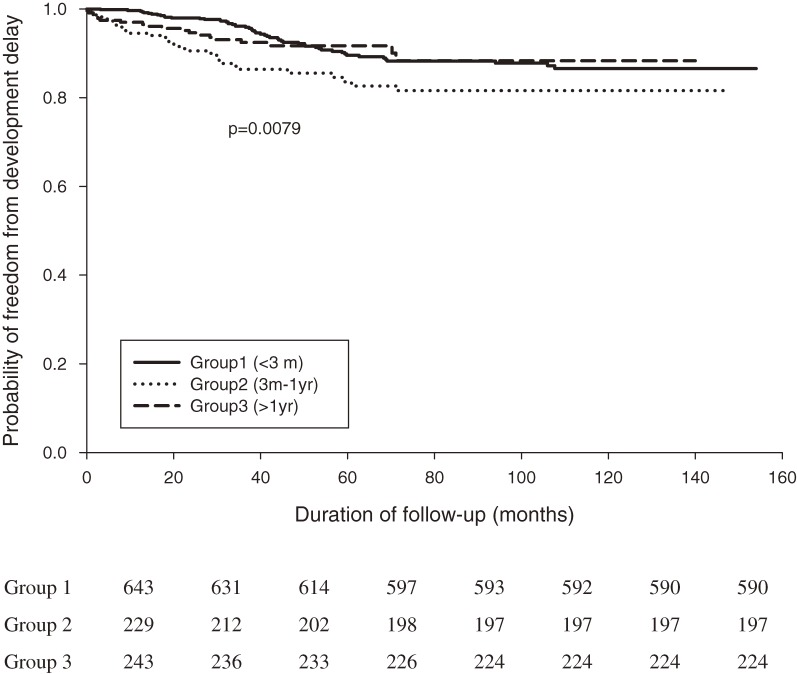 Probability of freedom from development delay
1.0
0.8
0.6
0.4
0.2
0.0
p=0.0079
Group1 (<3 m)
Group2 (3m-1yr)
Group3 (>1yr)
0 20 40 60 80 100 120 140 160
Duration of follow-up (months)
Group 1 643 631 614 597 593 592 590 590
Group 2 229 212 202 198 197 197 197 197
Group 3 243 236 233 226 224 224 224 224